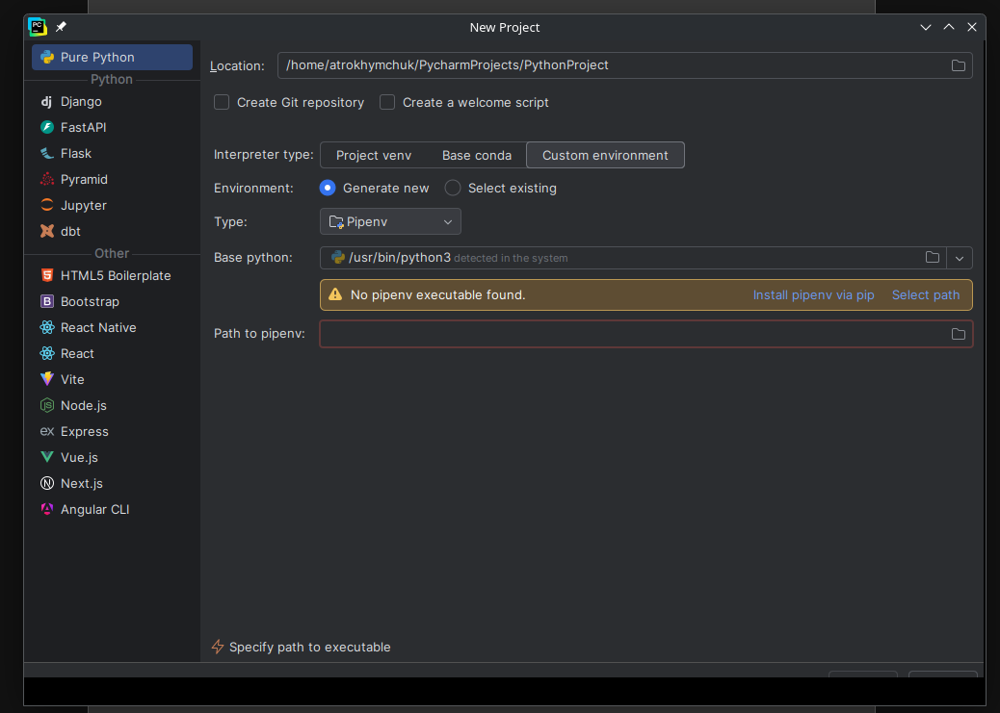 New Project
Pure Python
Python
Django
FastAPI
Flask
Pyramid
Jupyter
dbt
Other
HTML5 Boilerplate
Bootstrap
React Native
React
Vite
Node.js
Express
Vue.js
Next.js
Angular CLI
Location: /home/atrokhymchuk/PycharmProjects/PythonProject
Create Git repository Create a welcome script
Interpreter type: Project venv Base conda Custom environment
Environment: Generate new Select existing
Type: Pipenv
Base python: /usr/bin/python3 detected in the system
No pipenv executable found. Install pipenv via pip Select path
Path to pipenv:
Specify path to executable